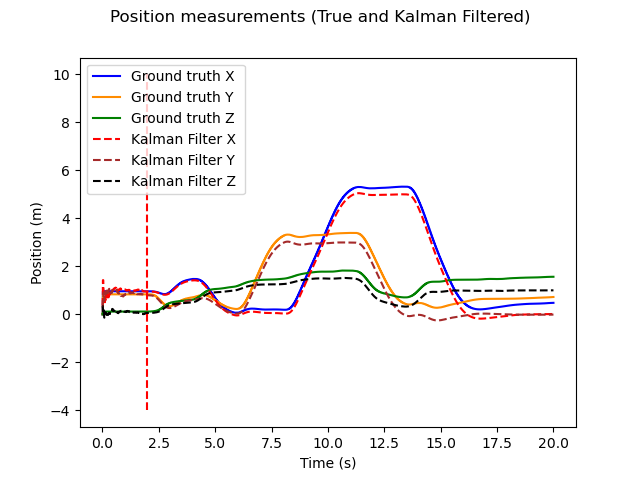 Position measurements (True and Kalman Filtered)
Ground truth X
Ground truth Y
Ground truth Z
Kalman Filter X
Kalman Filter Y
Kalman Filter Z
Position (m)
10
8
6
4
2
0
−2
−4
0.0 2.5 5.0 7.5 10.0 12.5 15.0 17.5 20.0
Time (s)